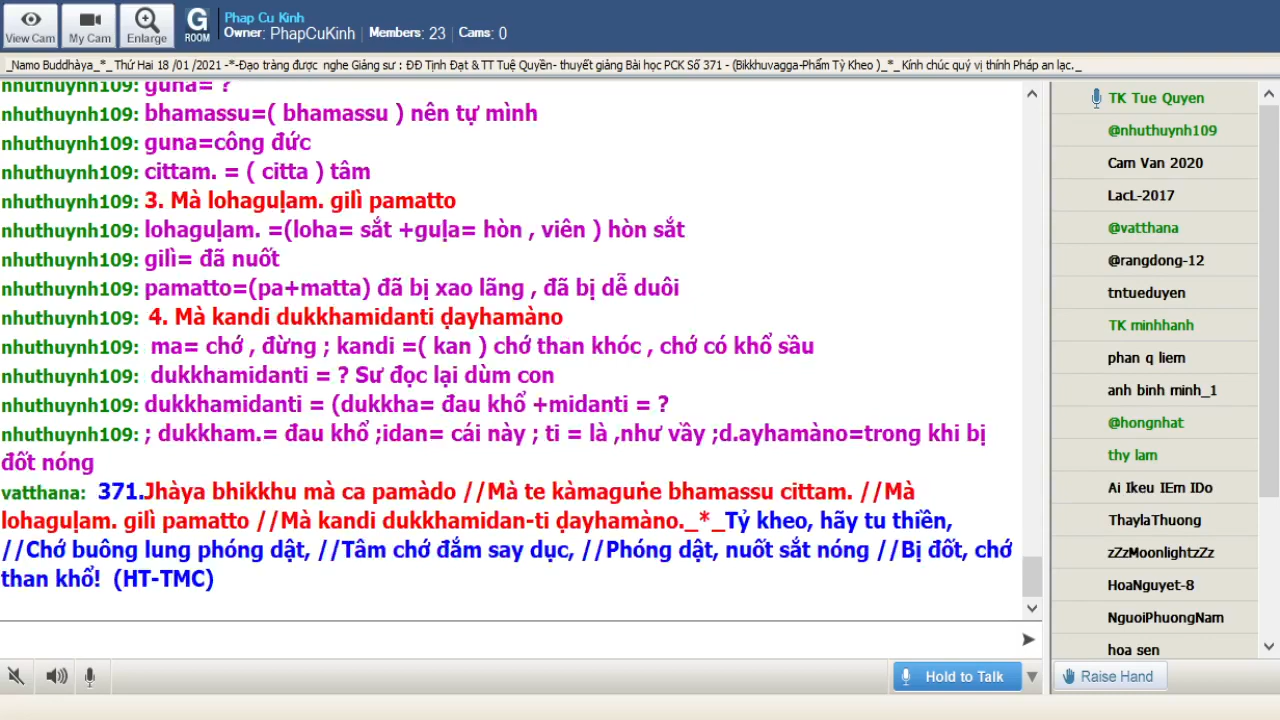 View Cam
My Cam
Enlarge
G
ROOM
Phap Cu Kinh
Owner: PhapCuKinh
Members: 23
Cams: 0
_Namo Buddhàya_*_ Thứ Hai 18 /01 /2021 -*-Đạo tràng được nghe Giảng sư : ĐĐ Tịnh Đạt & TT Tuệ Quyền- thuyết giảng Bài học PCK Số 371 - (Bikkhuvagga-Phẩm Tỳ Kheo )_*_ Kính chúc quý vị thính Pháp an lạc._
nhuthuynh109: guna= ?
nhuthuynh109: bhamassu=( bhamassu ) nên tự mình
nhuthuynh109: guna=công đức
nhuthuynh109: cittam. = ( citta ) tâm
nhuthuynh109: 3. Mà lohaguḷam. gilì pamatto
nhuthuynh109: lohaguḷam. =(loha= sắt +guḷa= hòn , viên ) hòn sắt
nhuthuynh109: gilì= đã nuốt
nhuthuynh109: pamatto=(pa+matta) đã bị xao lãng , đã bị dễ duôi
nhuthuynh109: 4. Mà kandi dukkhamidanti ḍayhamàno
nhuthuynh109: ma= chớ , đừng ; kandi =( kan ) chớ than khóc , chớ có khổ sầu
nhuthuynh109: dukkhamidanti = ? Sư đọc lại dùm con
nhuthuynh109: dukkhamidanti = (dukkha= đau khổ +midanti = ?
nhuthuynh109: ; dukkham.= đau khổ ;idan= cái này ; ti = là ,như vầy ;d.ayhamàno=trong khi bị
đốt nóng
vatthana: 371.Jhàya bhikkhu mà ca pamàdo //Mà te kàmaguṅe bhamassu cittam. //Mà
lohaguḷam. gilì pamatto //Mà kandi dukkhamidan-ti ḍayhamàno._*_Tỷ kheo, hãy tu thiền,
//Chớ buông lung phóng dật, //Tâm chớ đắm say dục, //Phóng dật, nuốt sắt nóng //Bị đốt, chớ
than khổ! (HT-TMC)
TK Tue Quyen
@nhuthuynh109
Cam Van 2020
LacL-2017
@vatthana
@rangdong-12
tntueduyen
TK minhhanh
phan q liem
anh binh minh_1
@hongnhat
thy lam
Ai Ikeu IEm IDo
ThaylaThuong
zZzMoonlightzZz
HoaNguyet-8
NguoiPhuongNam
hoa sen
Hold to Talk
Raise Hand